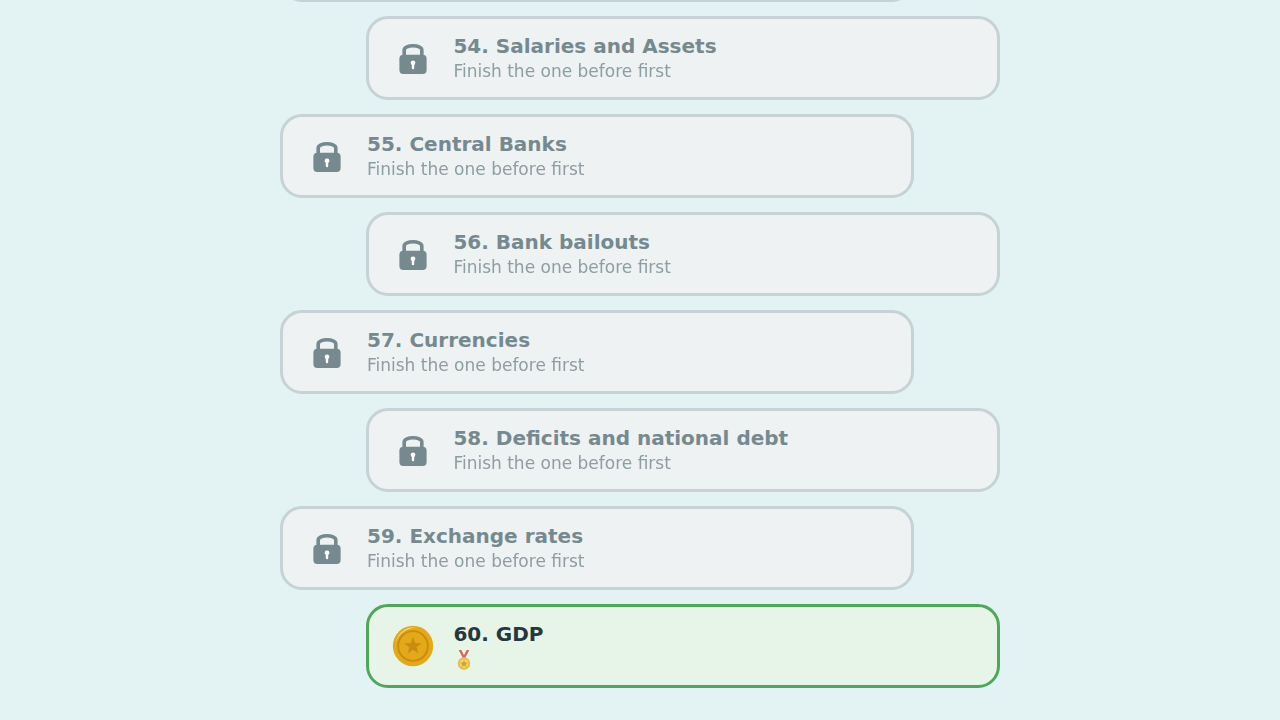 54. Salaries and Assets
Finish the one before first
55. Central Banks
Finish the one before first
56. Bank bailouts
Finish the one before first
57. Currencies
Finish the one before first
58. Deficits and national debt
Finish the one before first
59. Exchange rates
Finish the one before first
60. GDP